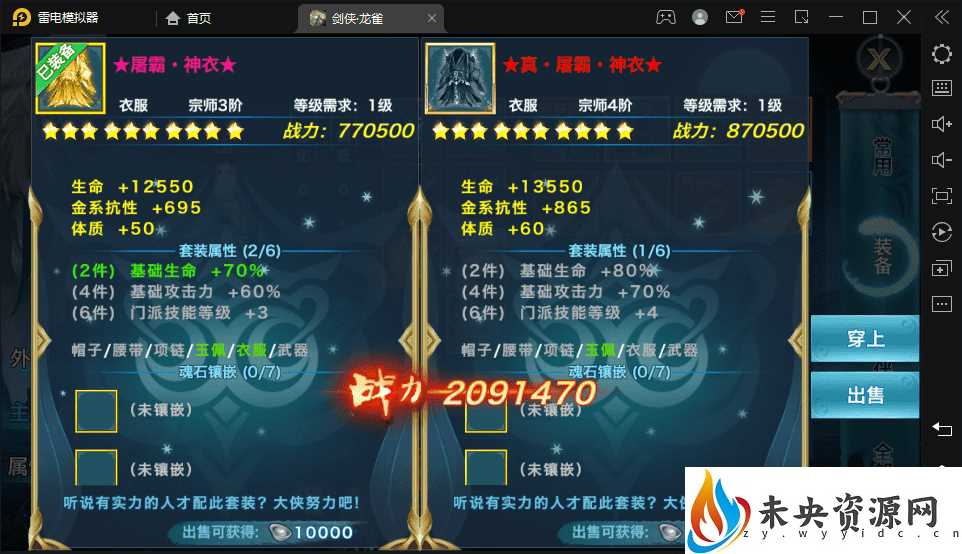 雷电模拟器
首页
剑侠·龙雀
已装备
★屠霸·神衣★
衣服 宗师3阶 等级需求：1级
战力：770500
生命 +12550
金系抗性 +695
体质 +50
套装属性 (2/6)
(2件) 基础生命 +70%
(4件) 基础攻击力 +60%
(6件) 门派技能等级 +3
帽子/腰带/项链/玉佩/衣服/武器
魂石镶嵌 (0/7)
(未镶嵌)
(未镶嵌)
听说有实力的人才配此套装？大侠努力吧！
出售可获得: 10000
★真·屠霸·神衣★
衣服 宗师4阶 等级需求：1级
战力：870500
生命 +13550
金系抗性 +865
体质 +60
套装属性 (1/6)
(2件) 基础生命 +80%
(4件) 基础攻击力 +70%
(6件) 门派技能等级 +4
帽子/腰带/项链/玉佩/衣服/武器
魂石镶嵌 (0/7)
(未镶嵌)
(未镶嵌)
听说有实力的人才配此套装？大侠
出售可获得:
战力 2091470
常用
装备
穿上
出售
外
主
属
未央资源网
zy.wyyidc.cn